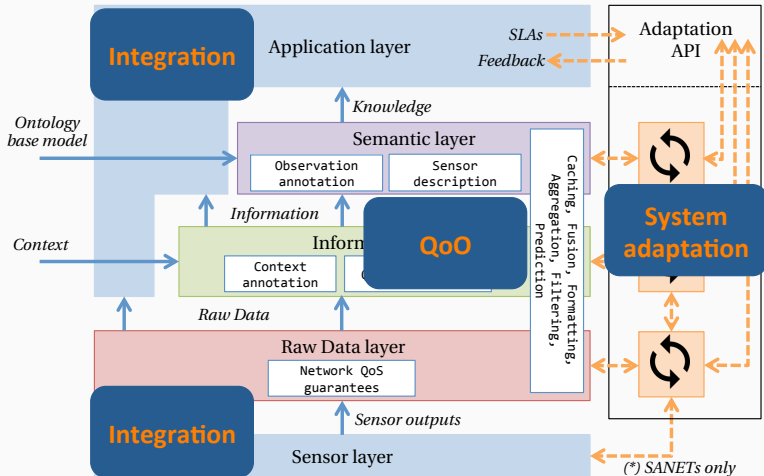 Integration
Application layer
SLAs
Feedback
Adaptation
API
Knowledge
Ontology
base model
Semantic layer
Observation
annotation
Sensor
description
Caching, Fusion, Formatting,
Aggregation, Filtering,
Prediction
Information
Context
QoO
System
adaptation
Context
annotation
Raw Data
Raw Data layer
Network QoS
guarantees
Integration
Sensor outputs
Sensor layer
(*) SANETs only